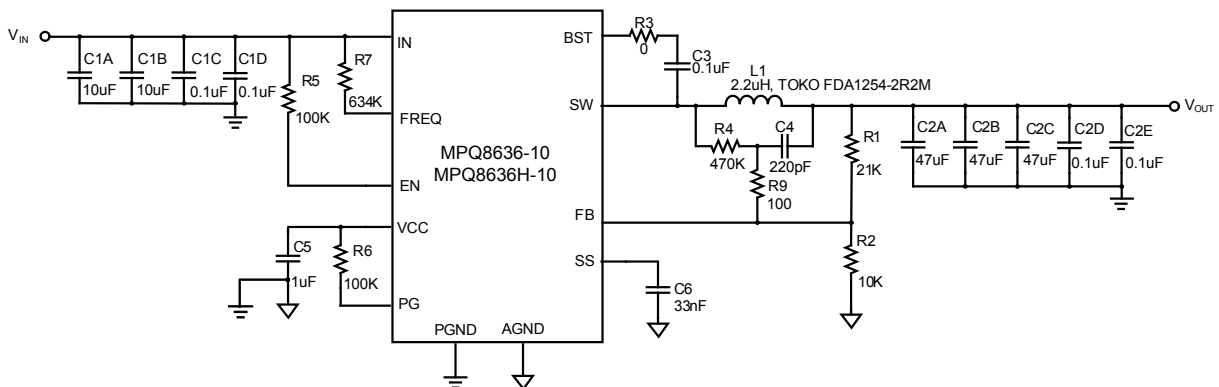 VIN
C1A
10uF
C1B
10uF
C1C
0.1uF
C1D
0.1uF
R5
100K
R7
634K
IN
FREQ
EN
VCC
PG
MPQ8636-10
MPQ8636H-10
PGND
AGND
BST
SW
FB
SS
C5
1uF
R6
100K
R3
0
C3
0.1uF
L1
2.2uH, TOKO FDA1254-2R2M
R4
470K
C4
220pF
R9
100
R1
21K
R2
10K
C6
33nF
C2A
47uF
C2B
47uF
C2C
47uF
C2D
0.1uF
C2E
0.1uF
VOUT